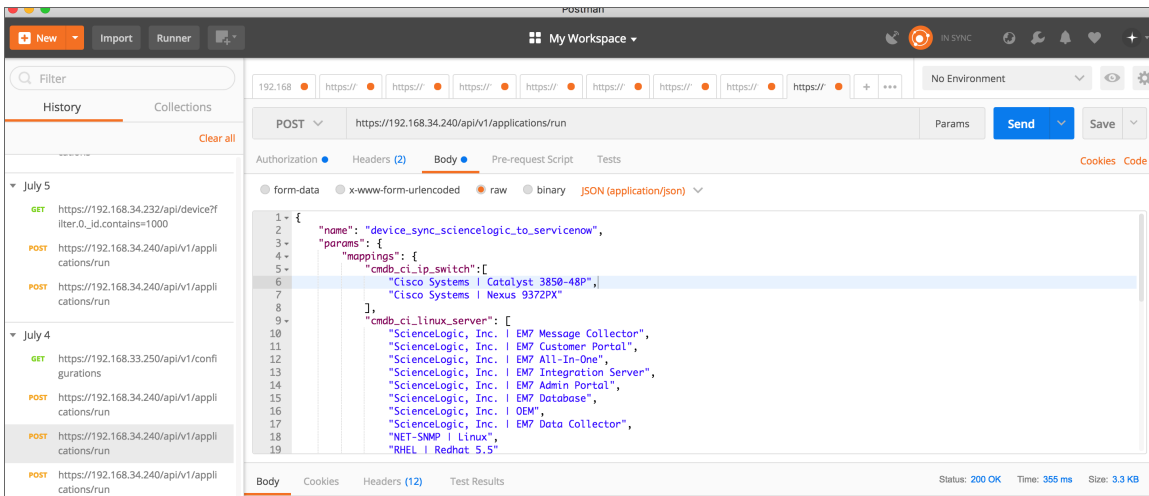 Postman
New
Import
Runner
My Workspace
IN SYNC
Filter
History
Collections
Clear all
July 5
GET https://192.168.34.232/api/device?f
ilter.0._id.contains=1000
POST https://192.168.34.240/api/v1/appli
cations/run
POST https://192.168.34.240/api/v1/appli
cations/run
July 4
GET https://192.168.33.250/api/v1/confi
gurations
POST https://192.168.34.240/api/v1/appli
cations/run
POST https://192.168.34.240/api/v1/appli
cations/run
POST https://192.168.34.240/api/v1/appli
cations/run
192.168 https:// https:// https:// https:// https:// https:// https:// https://
No Environment
POST https://192.168.34.240/api/v1/applications/run
Params
Send
Save
Authorization Headers (2) Body Pre-request Script Tests
Cookies Code
form-data x-www-form-urlencoded raw binary JSON (application/json)
1 {
2 "name": "device_sync_sciencelogic_to_servicenow",
3 "params": {
4 "mappings": {
5 "cmdb_ci_ip_switch":[
6 "Cisco Systems | Catalyst 3850-48P",
7 "Cisco Systems | Nexus 9372PX"
8 ],
9 "cmdb_ci_linux_server": [
10 "ScienceLogic, Inc. | EM7 Message Collector",
11 "ScienceLogic, Inc. | EM7 Customer Portal",
12 "ScienceLogic, Inc. | EM7 All-In-One",
13 "ScienceLogic, Inc. | EM7 Integration Server",
14 "ScienceLogic, Inc. | EM7 Admin Portal",
15 "ScienceLogic, Inc. | EM7 Database",
16 "ScienceLogic, Inc. | OEM",
17 "ScienceLogic, Inc. | EM7 Data Collector",
18 "NET-SNMP | Linux",
19 "RHEL | Redhat 5.5"
Body Cookies Headers (12) Test Results
Status: 200 OK Time: 355 ms Size: 3.3 KB